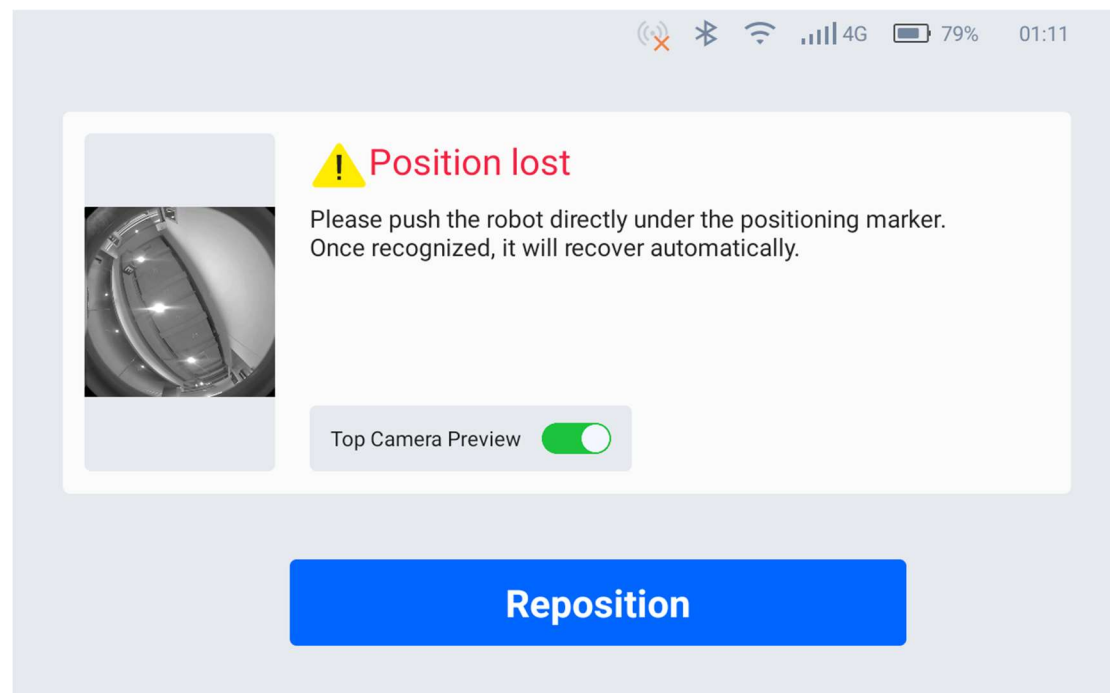 4G 79% 01:11
Position lost
Please push the robot directly under the positioning marker.
Once recognized, it will recover automatically.
Top Camera Preview
Reposition